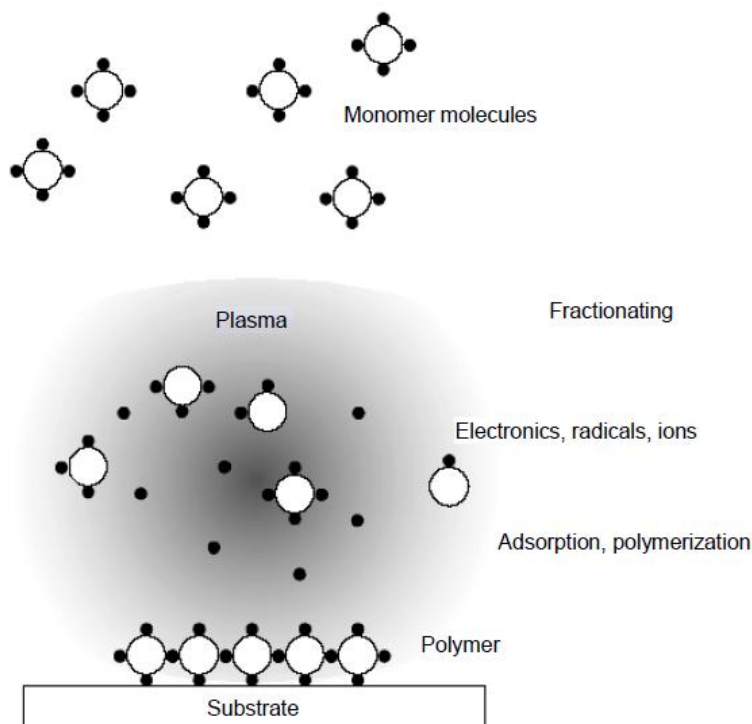 Monomer molecules
Plasma
Fractionating
Electronics, radicals, ions
Adsorption, polymerization
Polymer
Substrate